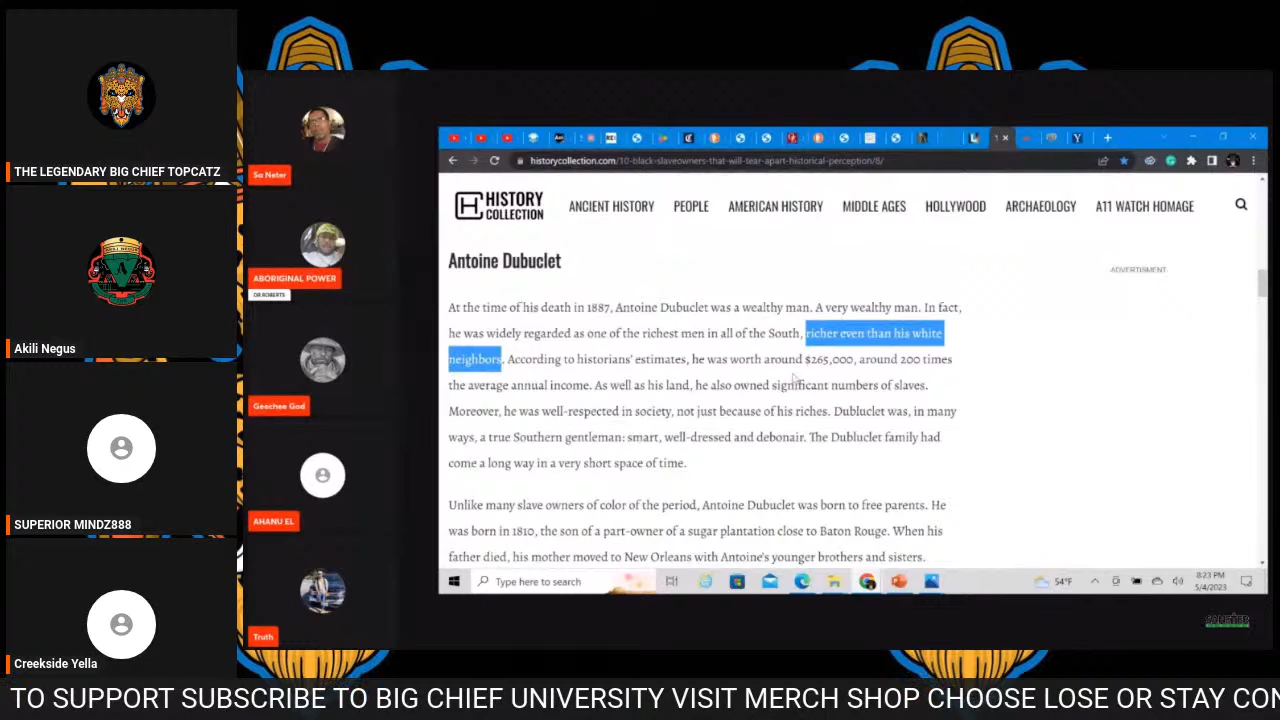 THE LEGENDARY BIG CHIEF TOPCATZ
Akili Negus
SUPERIOR MINDZ888
Creekside Yella
Sa Neter
ABORIGINAL POWER
DR ROBERTS
Geechee God
AHANU EL
Truth
historycollection.com/10-black-slaveowners-that-will-tear-apart-historical-perception/8/
HISTORY
COLLECTION
ANCIENT HISTORY PEOPLE AMERICAN HISTORY MIDDLE AGES HOLLYWOOD ARCHAEOLOGY A11 WATCH HOMAGE
Antoine Dubuclet
ADVERTISMENT
At the time of his death in 1887, Antoine Dubuclet was a wealthy man. A very wealthy man. In fact,
he was widely regarded as one of the richest men in all of the South, richer even than his white
neighbors. According to historians' estimates, he was worth around $265,000, around 200 times
the average annual income. As well as his land, he also owned significant numbers of slaves.
Moreover, he was well-respected in society, not just because of his riches. Dubluclet was, in many
ways, a true Southern gentleman: smart, well-dressed and debonair. The Dubluclet family had
come a long way in a very short space of time.
Unlike many slave owners of color of the period, Antoine Dubuclet was born to free parents. He
was born in 1810, the son of a part-owner of a sugar plantation close to Baton Rouge. When his
father died, his mother moved to New Orleans with Antoine's younger brothers and sisters.
Type here to search
54°F
8:23 PM
5/4/2023
SANETER
TO SUPPORT SUBSCRIBE TO BIG CHIEF UNIVERSITY VISIT MERCH SHOP CHOOSE LOSE OR STAY CON